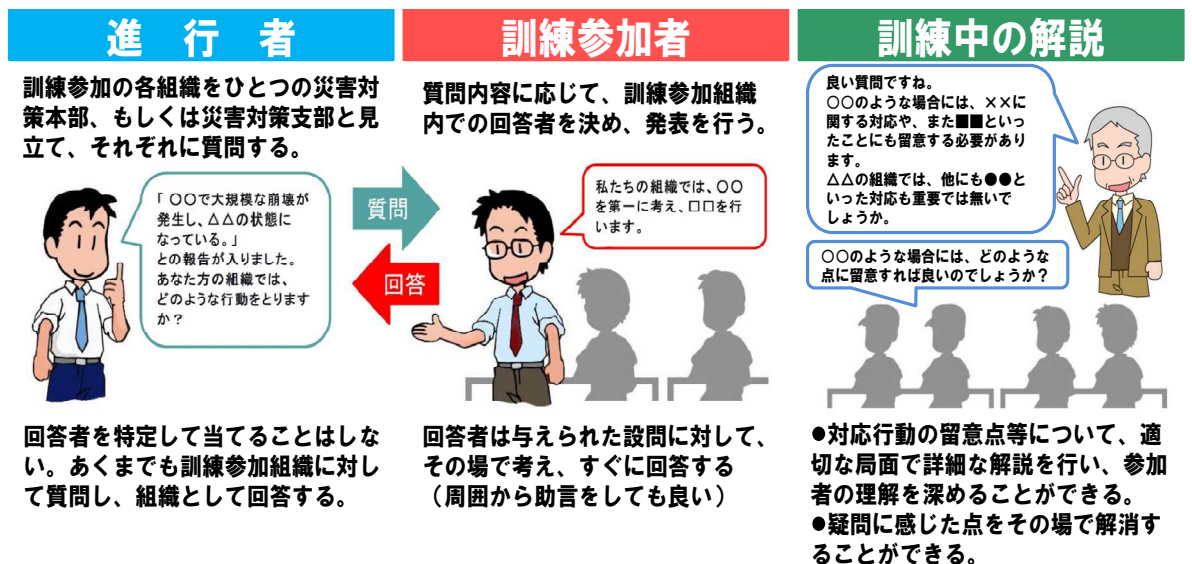 進 行 者
訓練参加の各組織をひとつの災害対
策本部、もしくは災害対策支部と見
立て、それぞれに質問する。
「 〇〇で大規模な崩壊が
発生し、△△の状態に
なっている。」
との報告が入りました。
あなた方の組織では、
どのような行動をとります
か？
回答者を特定して当てることはしな
い。あくまでも訓練参加組織に対し
て質問し、組織として回答する。
質問
回答
訓練参加者
質問内容に応じて、訓練参加組織
内での回答者を決め、発表を行う。
私たちの組織では、〇〇
を第一に考え、□□を行
います。
回答者は与えられた設問に対して、
その場で考え、すぐに回答する
（周囲から助言をしても良い）
訓練中の解説
良い質問ですね。
〇〇のような場合には、××に
関する対応や、また■■といっ
たことにも留意する必要があり
ます。
△△の組織では、他にも●●と
いった対応も重要では無いで
しょうか。
〇〇のような場合には、どのような
点に留意すれば良いのでしょうか？
●対応行動の留意点等について、適
切な局面で詳細な解説を行い、参加
者の理解を深めることができる。
●疑問に感じた点をその場で解消す
ることができる。